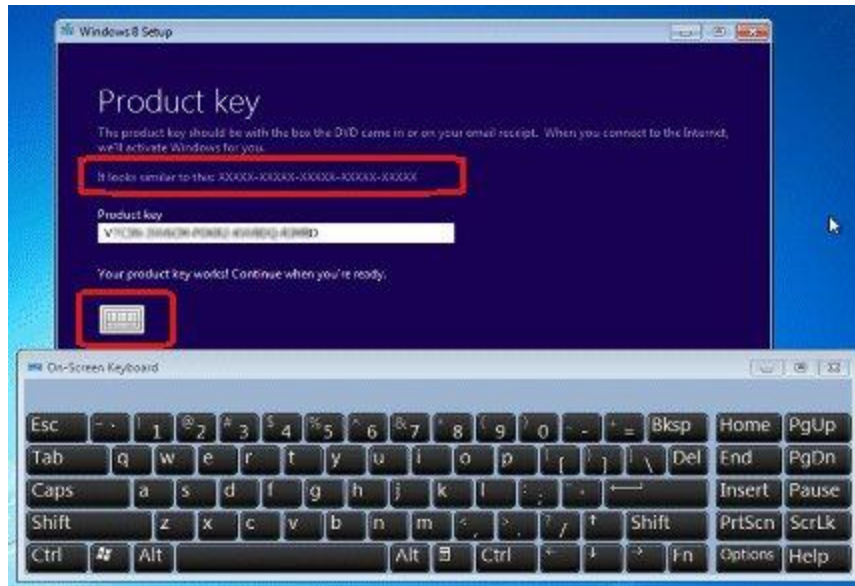 Windows 8 Setup
Product key
The product key should be with the box the DVD came in or on your email receipt. When you connect to the Internet,
we'll activate Windows for you.
It looks similar to this: XXXXX-XXXXX-XXXXX-XXXXX-XXXXX
Product key
Your product key works! Continue when you're ready.
On-Screen Keyboard
Esc ~ ` ! 1 @ 2 # 3 $ 4 % 5 ^ 6 & 7 * 8 ( 9 ) 0 _ - + = Bksp Home PgUp
Tab q w e r t y u i o p { [ } ] | \ Del End PgDn
Caps a s d f g h j k l : ; " ' Insert Pause
Shift z x c v b n m < , > . ? / ↑ Shift PrtScn ScrLk
Ctrl Alt Alt Ctrl ← ↓ → Fn Options Help